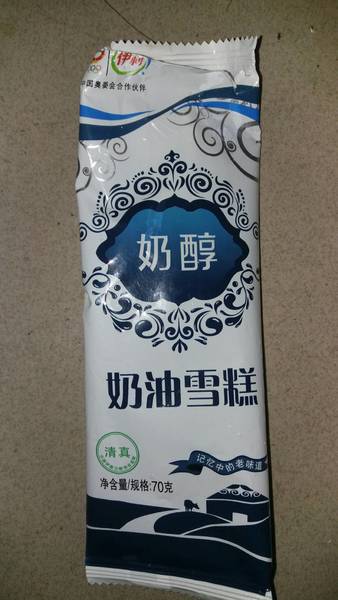 伊利
中国奥委会合作伙伴
奶醇
奶油雪糕
清真
记忆中的老味道
净含量/规格:70克